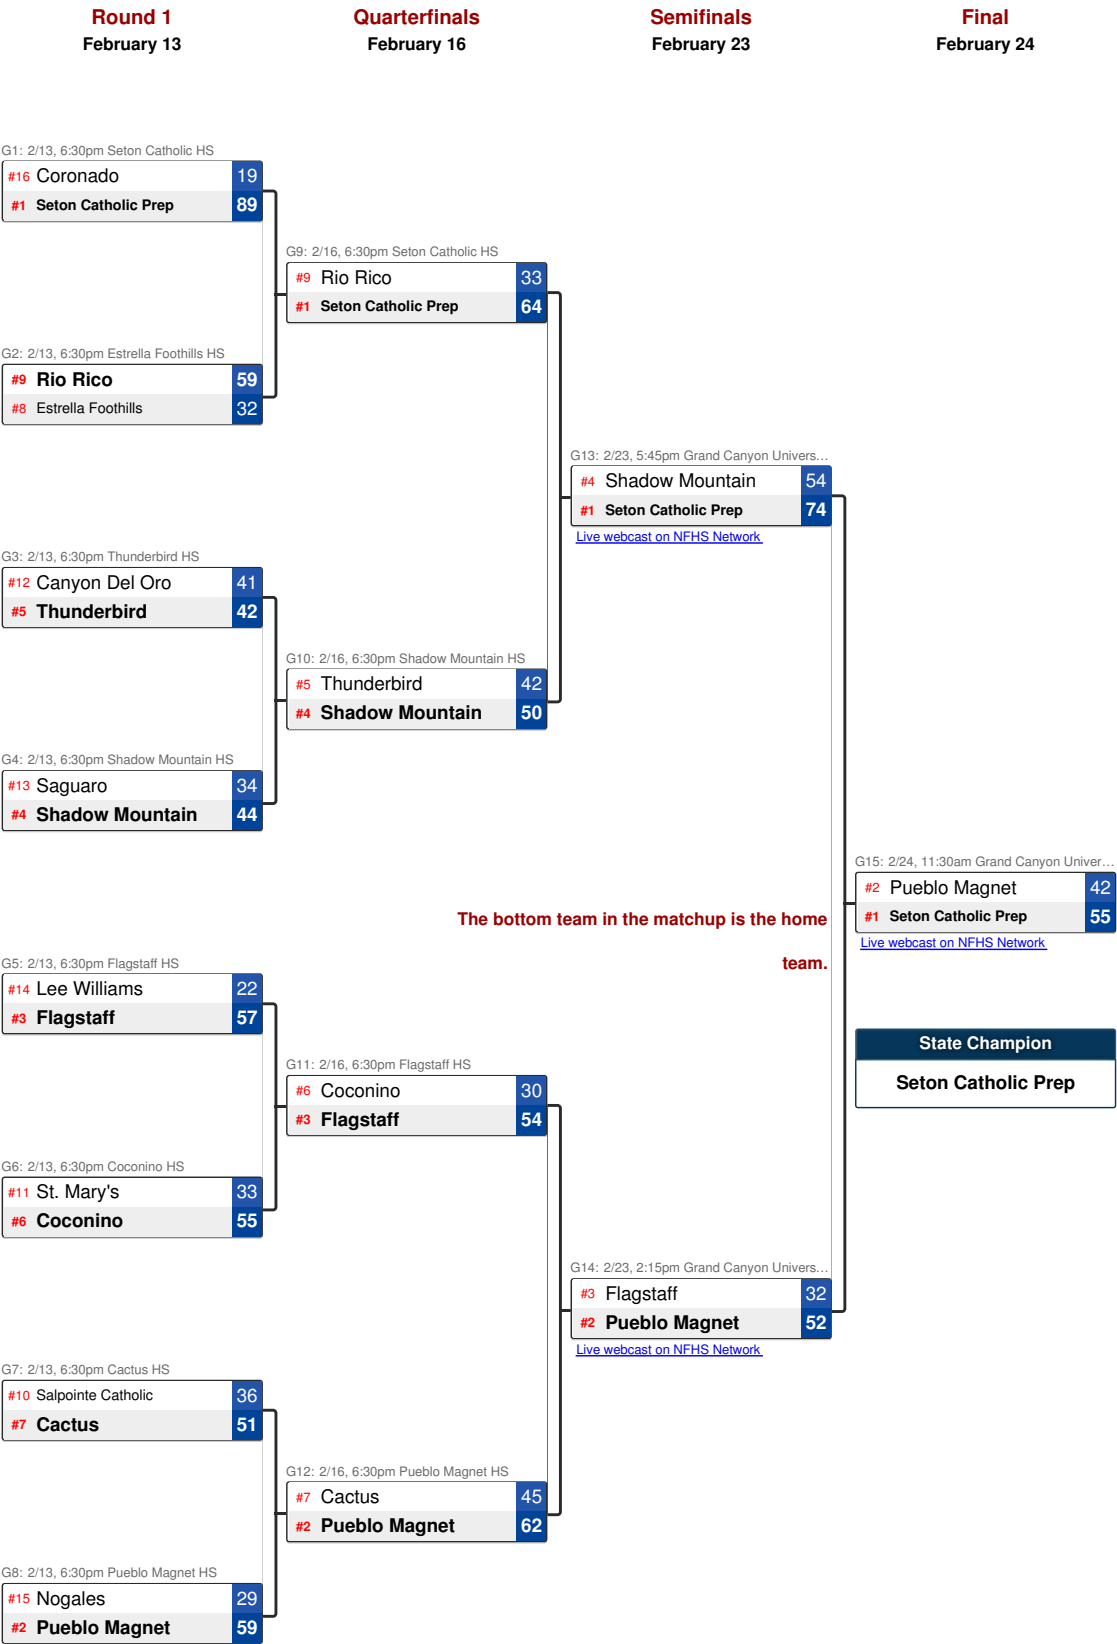 Round 1
February 13
Quarterfinals
February 16
Semifinals
February 23
Final
February 24
G1: 2/13, 6:30pm Seton Catholic HS
#16 Coronado 19
#1 Seton Catholic Prep 89
G9: 2/16, 6:30pm Seton Catholic HS
#9 Rio Rico 33
#1 Seton Catholic Prep 64
G2: 2/13, 6:30pm Estrella Foothills HS
#9 Rio Rico 59
#8 Estrella Foothills 32
G13: 2/23, 5:45pm Grand Canyon Univers...
#4 Shadow Mountain 54
#1 Seton Catholic Prep 74
Live webcast on NFHS Network
G3: 2/13, 6:30pm Thunderbird HS
#12 Canyon Del Oro 41
#5 Thunderbird 42
G10: 2/16, 6:30pm Shadow Mountain HS
#5 Thunderbird 42
#4 Shadow Mountain 50
G4: 2/13, 6:30pm Shadow Mountain HS
#13 Saguaro 34
#4 Shadow Mountain 44
G15: 2/24, 11:30am Grand Canyon Univer...
#2 Pueblo Magnet 42
#1 Seton Catholic Prep 55
Live webcast on NFHS Network
The bottom team in the matchup is the home
team.
G5: 2/13, 6:30pm Flagstaff HS
#14 Lee Williams 22
#3 Flagstaff 57
State Champion
Seton Catholic Prep
G11: 2/16, 6:30pm Flagstaff HS
#6 Coconino 30
#3 Flagstaff 54
G6: 2/13, 6:30pm Coconino HS
#11 St. Mary's 33
#6 Coconino 55
G14: 2/23, 2:15pm Grand Canyon Univers...
#3 Flagstaff 32
#2 Pueblo Magnet 52
Live webcast on NFHS Network
G7: 2/13, 6:30pm Cactus HS
#10 Salpointe Catholic 36
#7 Cactus 51
G12: 2/16, 6:30pm Pueblo Magnet HS
#7 Cactus 45
#2 Pueblo Magnet 62
G8: 2/13, 6:30pm Pueblo Magnet HS
#15 Nogales 29
#2 Pueblo Magnet 59